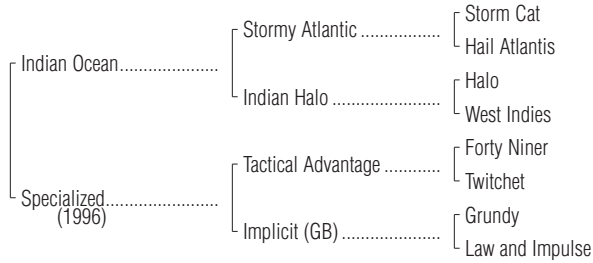 Storm Cat
Stormy Atlantic ...................
Hail Atlantis
Indian Ocean.......................
Halo
Indian Halo .........................
West Indies
Forty Niner
Tactical Advantage .............
Twitchet
Specialized..........................
(1996)
Grundy
Implicit (GB).......................
Law and Impulse